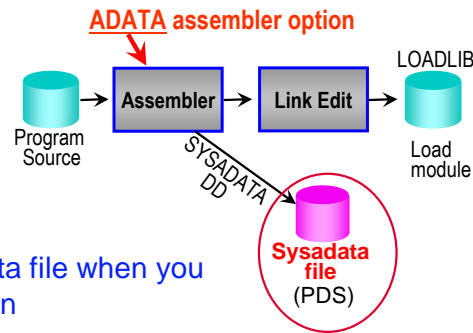 ADATA assembler option
LOADLIB
Assembler
Link Edit
Program
Source
Load
module
SYSADATA
DD
Sysadata
file
(PDS)
ta file when you
n